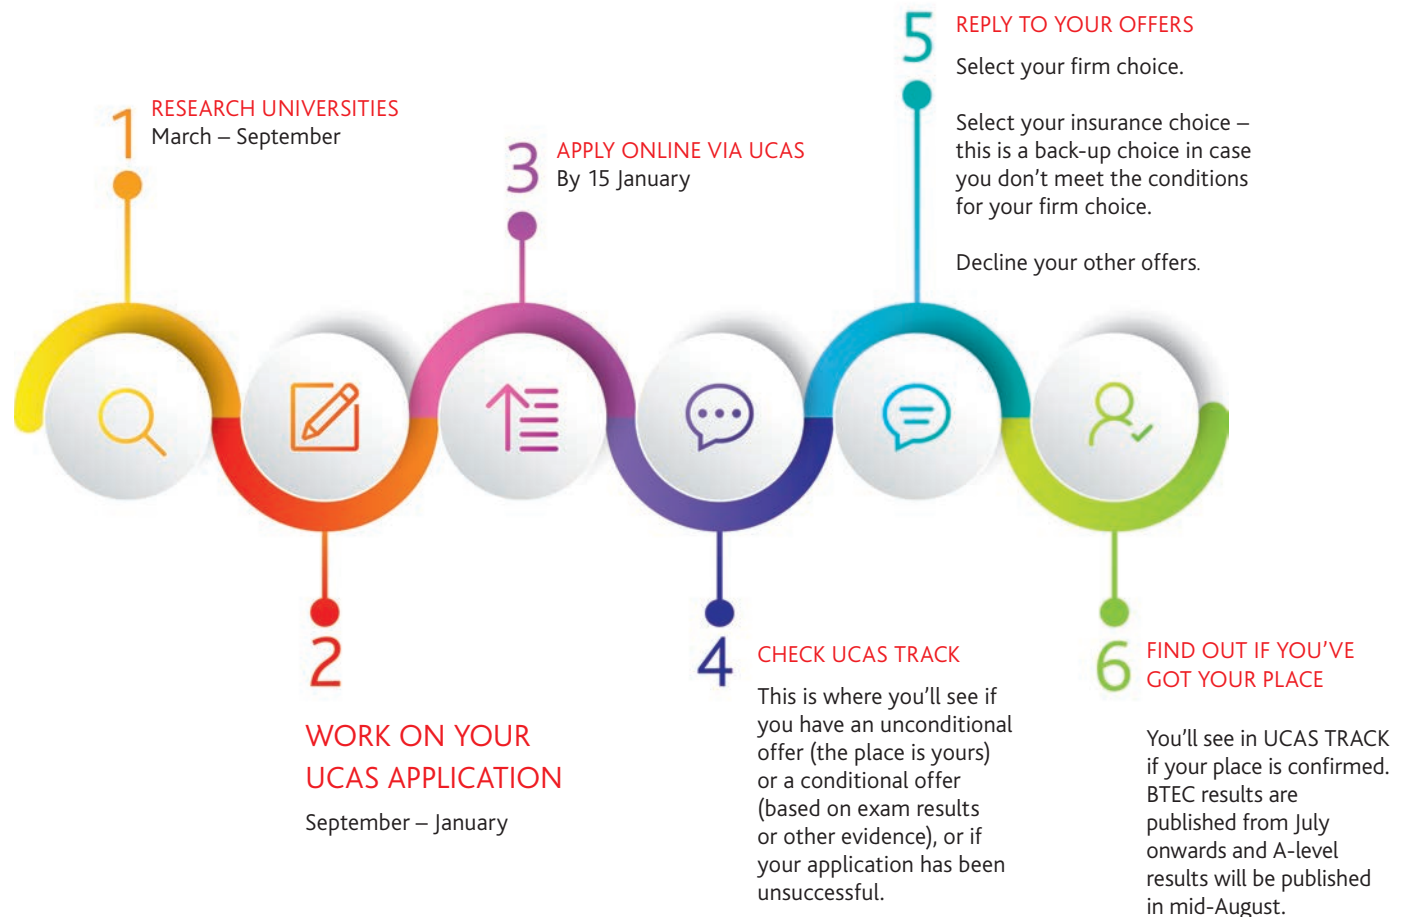 1
RESEARCH UNIVERSITIES
March – September
2
WORK ON YOUR
UCAS APPLICATION
September – January
3
APPLY ONLINE VIA UCAS
By 15 January
4
CHECK UCAS TRACK
This is where you’ll see if
you have an unconditional
offer (the place is yours)
or a conditional offer
(based on exam results
or other evidence), or if
your application has been
unsuccessful.
5
REPLY TO YOUR OFFERS
Select your firm choice.
Select your insurance choice –
this is a back-up choice in case
you don’t meet the conditions
for your firm choice.
Decline your other offers.
6
FIND OUT IF YOU’VE
GOT YOUR PLACE
You’ll see in UCAS TRACK
if your place is confirmed.
BTEC results are
published from July
onwards and A-level
results will be published
in mid-August.